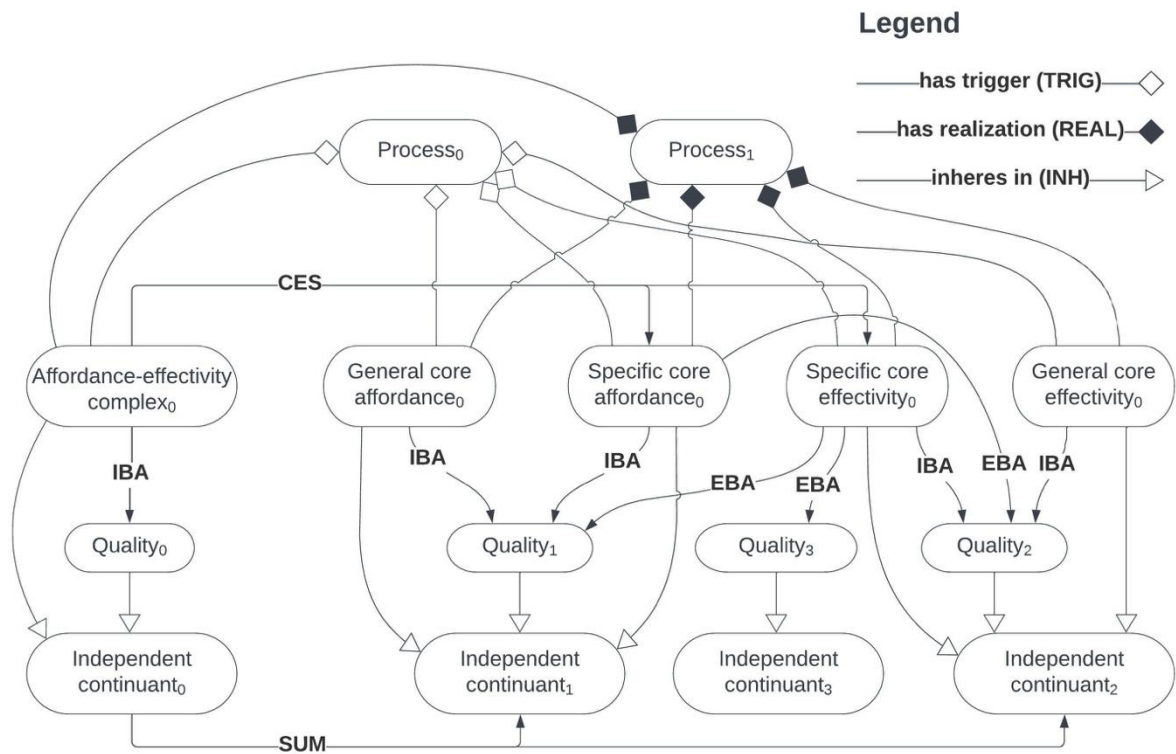 Legend
has trigger (TRIG)
has realization (REAL)
inheres in (INH)
Process₀
Process₁
CES
Affordance-effectivity
complex₀
General core
affordance₀
Specific core
affordance₀
Specific core
effectivity₀
General core
effectivity₀
IBA
IBA
IBA
EBA
EBA
IBA
EBA
IBA
Quality₀
Quality₁
Quality₃
Quality₂
Independent
continuant₀
Independent
continuant₁
Independent
continuant₃
Independent
continuant₂
SUM